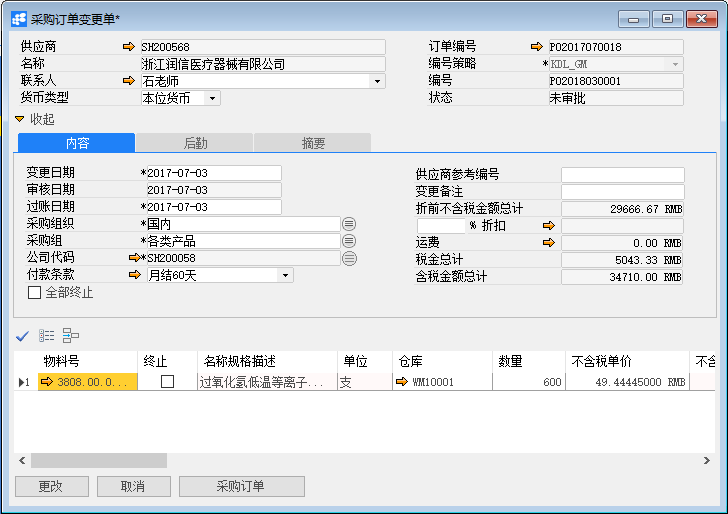 采购订单变更单*
供应商 SH200568 订单编号 PO2017070018
名称 浙江润信医疗器械有限公司 编号策略 *KDL_GM
联系人 石老师 编号 PO2018030001
货币类型 本位货币 状态 未审批
收起
内容 后勤 摘要
变更日期 *2017-07-03 供应商参考编号
审核日期 2017-07-03 变更备注
过账日期 *2017-07-03 折前不含税金额总计 29666.67 RMB
采购组织 *国内 % 折扣
采购组 *各类产品 运费 0.00 RMB
公司代码 *SH200058 税金总计 5043.33 RMB
付款条款 月结60天 含税金额总计 34710.00 RMB
全部终止
物料号 终止 名称规格描述 单位 仓库 数量 不含税单价 不含
1 3808.00.0... 过氧化氢低温等离子... 支 WM10001 600 49.44445000 RMB
更改 取消 采购订单